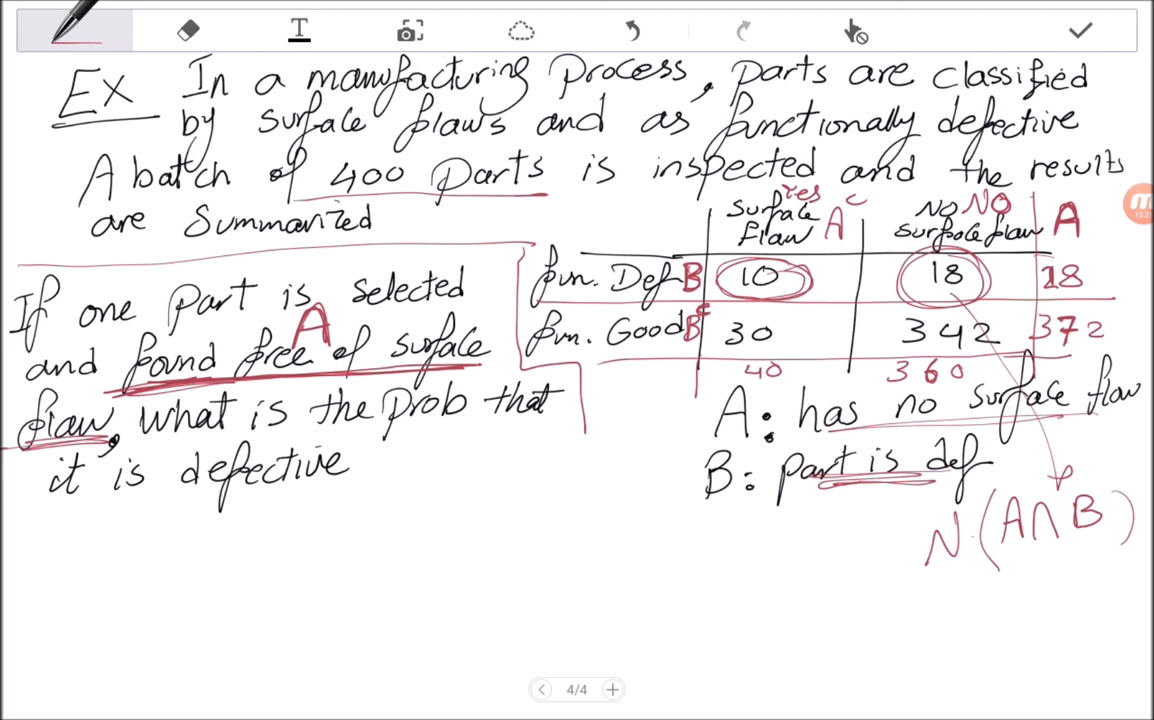 T
Ex In a manufacturing Process, Parts are classified
by surface flaws and as functionally defective
A batch of 400 Parts is inspected and the results
are Summarized
Surface Flaw Yes A^c
No surface flaw NO A
fun. Def B 10 18 18
fun. Good B^c 30 342 372
40 360
If one Part is selected
and found free of surface A
flaw, what is the Prob that
it is defective
A: has no surface flaw
B: part is def
N(A∩B)
4/4